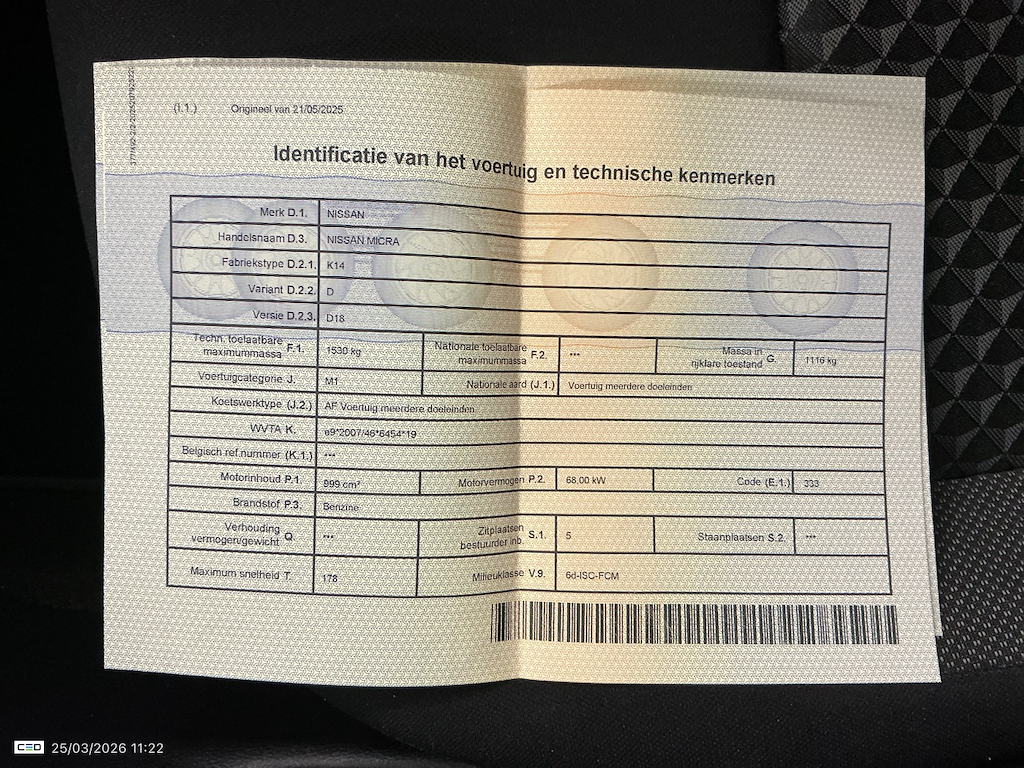 (I.1.) Origineel van 21/05/2025
Identificatie van het voertuig en technische kenmerken
Merk D.1. NISSAN
Handelsnaam D.3. NISSAN MICRA
Fabriekstype D.2.1. K14
Variant D.2.2. D
Versie D.2.3. D18
Techn. toelaatbare maximummassa F.1. 1530 kg Nationale toelaatbare maximummassa F.2. *** Massa in rijklare toestand G. 1116 kg
Voertuigcategorie J. M1 Nationale aard (J.1.) Voertuig meerdere doeleinden
Koetswerktype (J.2.) AF Voertuig meerdere doeleinden
WVTA K. e9*2007/46*6454*19
Belgisch ref.nummer (K.1.) ***
Motorinhoud P.1. 999 cm³ Motorvermogen P.2. 68,00 kW Code (E.1.) 333
Brandstof P.3. Benzine
Verhouding vermogen/gewicht Q. *** Zitplaatsen bestuurder inb. S.1. 5 Staanplaatsen S.2. ***
Maximum snelheid T. 178 Milieuklasse V.9. 6d-ISC-FCM
CEO 25/03/2026 11:22